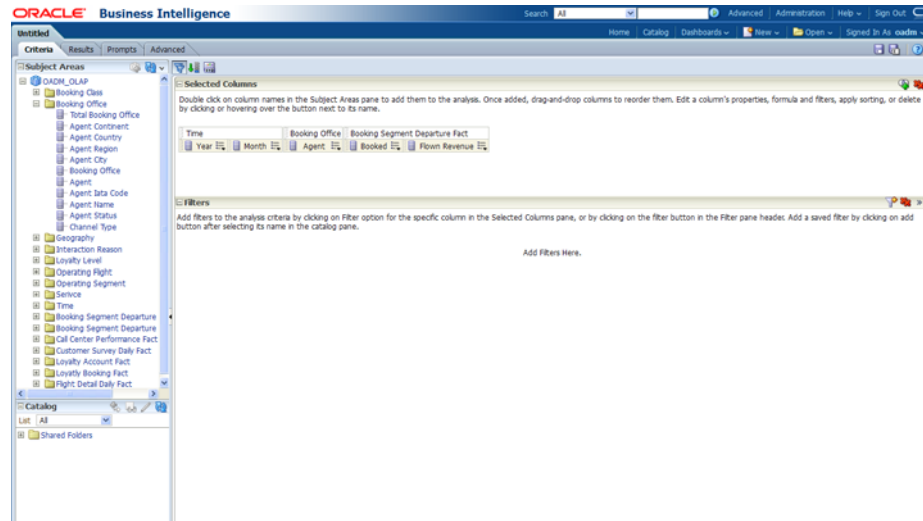 ORACLE Business Intelligence
Search All Advanced Administration Help Sign Out
Untitled
Home Catalog Dashboards New Open Signed In As oadm
Criteria Results Prompts Advanced
Subject Areas
OADM_OLAP
Booking Class
Booking Office
Total Booking Office
Agent Continent
Agent Country
Agent Region
Agent City
Booking Office
Agent
Agent Iata Code
Agent Name
Agent Status
Channel Type
Geography
Interaction Reason
Loyalty Level
Operating Flight
Operating Segment
Serivce
Time
Booking Segment Departure
Booking Segment Departure
Call Center Performance Fact
Customer Survey Daily Fact
Loyalty Account Fact
Loyatly Booking Fact
Flight Detail Daily Fact
Catalog
List All
Shared Folders
Selected Columns
Double click on column names in the Subject Areas pane to add them to the analysis. Once added, drag-and-drop columns to reorder them. Edit a column's properties, formula and filters, apply sorting, or delete
by clicking or hovering over the button next to its name.
Time Booking Office Booking Segment Departure Fact
Year Month Agent Booked Flown Revenue
Filters
Add filters to the analysis criteria by clicking on Filter option for the specific column in the Selected Columns pane, or by clicking on the filter button in the Filter pane header. Add a saved filter by clicking on add
button after selecting its name in the catalog pane.
Add Filters Here.